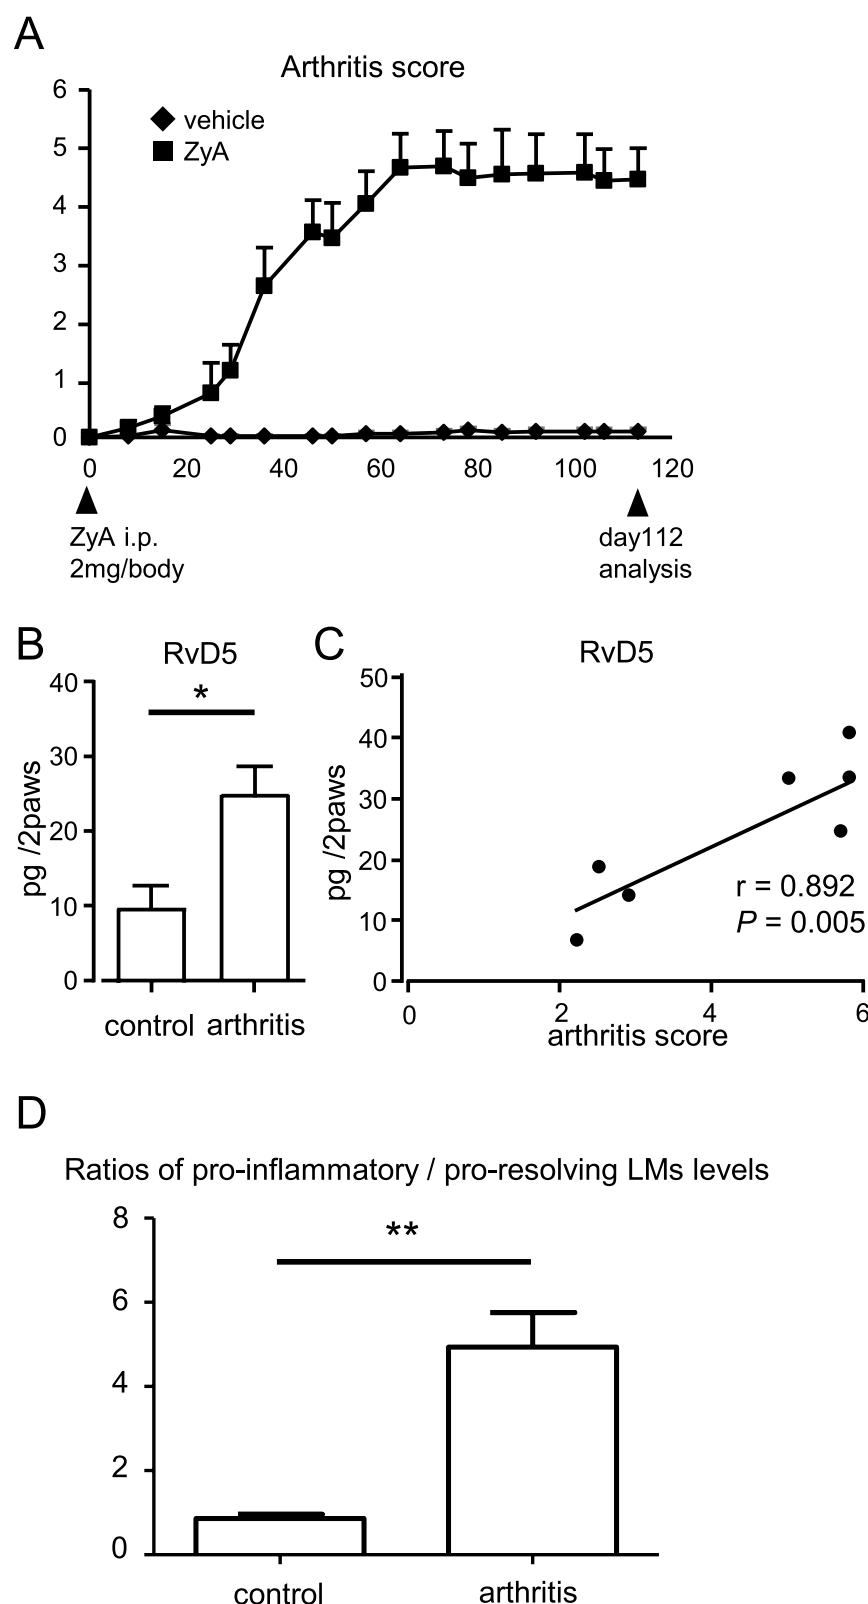 A
Arthritis score
6
5
4
3
2
1
0
vehicle
ZyA
0 20 40 60 80 100 120
ZyA i.p.
2mg/body
day112
analysis
B
RvD5
40
30
20
10
0
pg /2paws
*
control arthritis
C
RvD5
50
40
30
20
10
0
pg /2paws
r = 0.892
P = 0.005
0 2 4 6
arthritis score
D
Ratios of pro-inflammatory / pro-resolving LMs levels
8
6
4
2
0
**
control arthritis